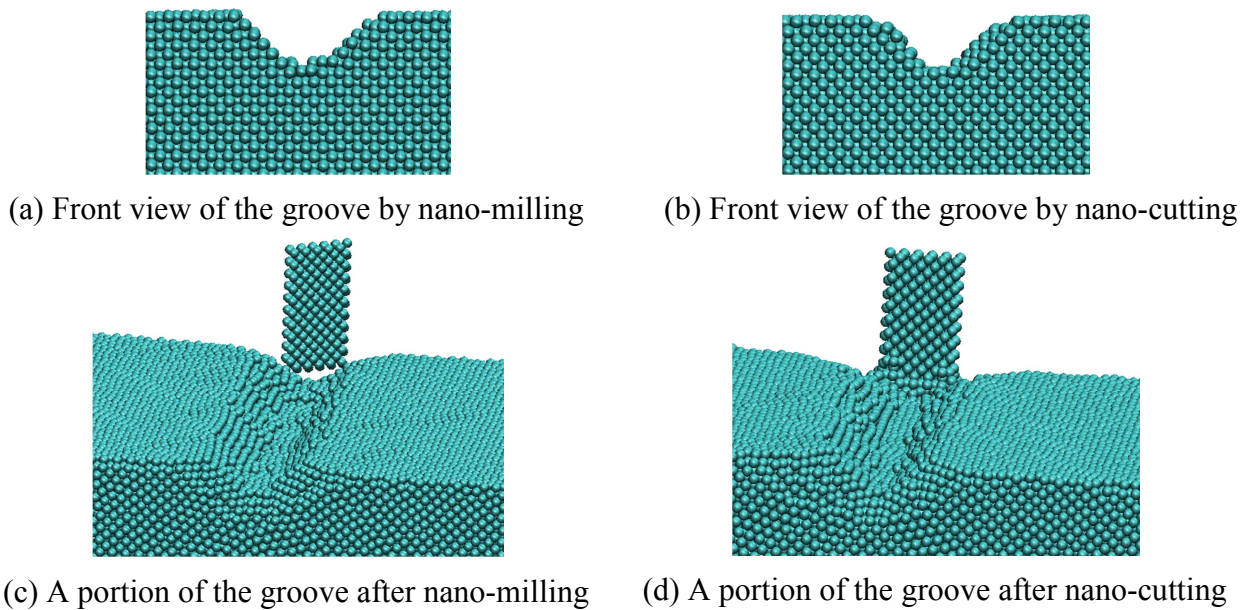 (a) Front view of the groove by nano-milling
(b) Front view of the groove by nano-cutting
(c) A portion of the groove after nano-milling
(d) A portion of the groove after nano-cutting